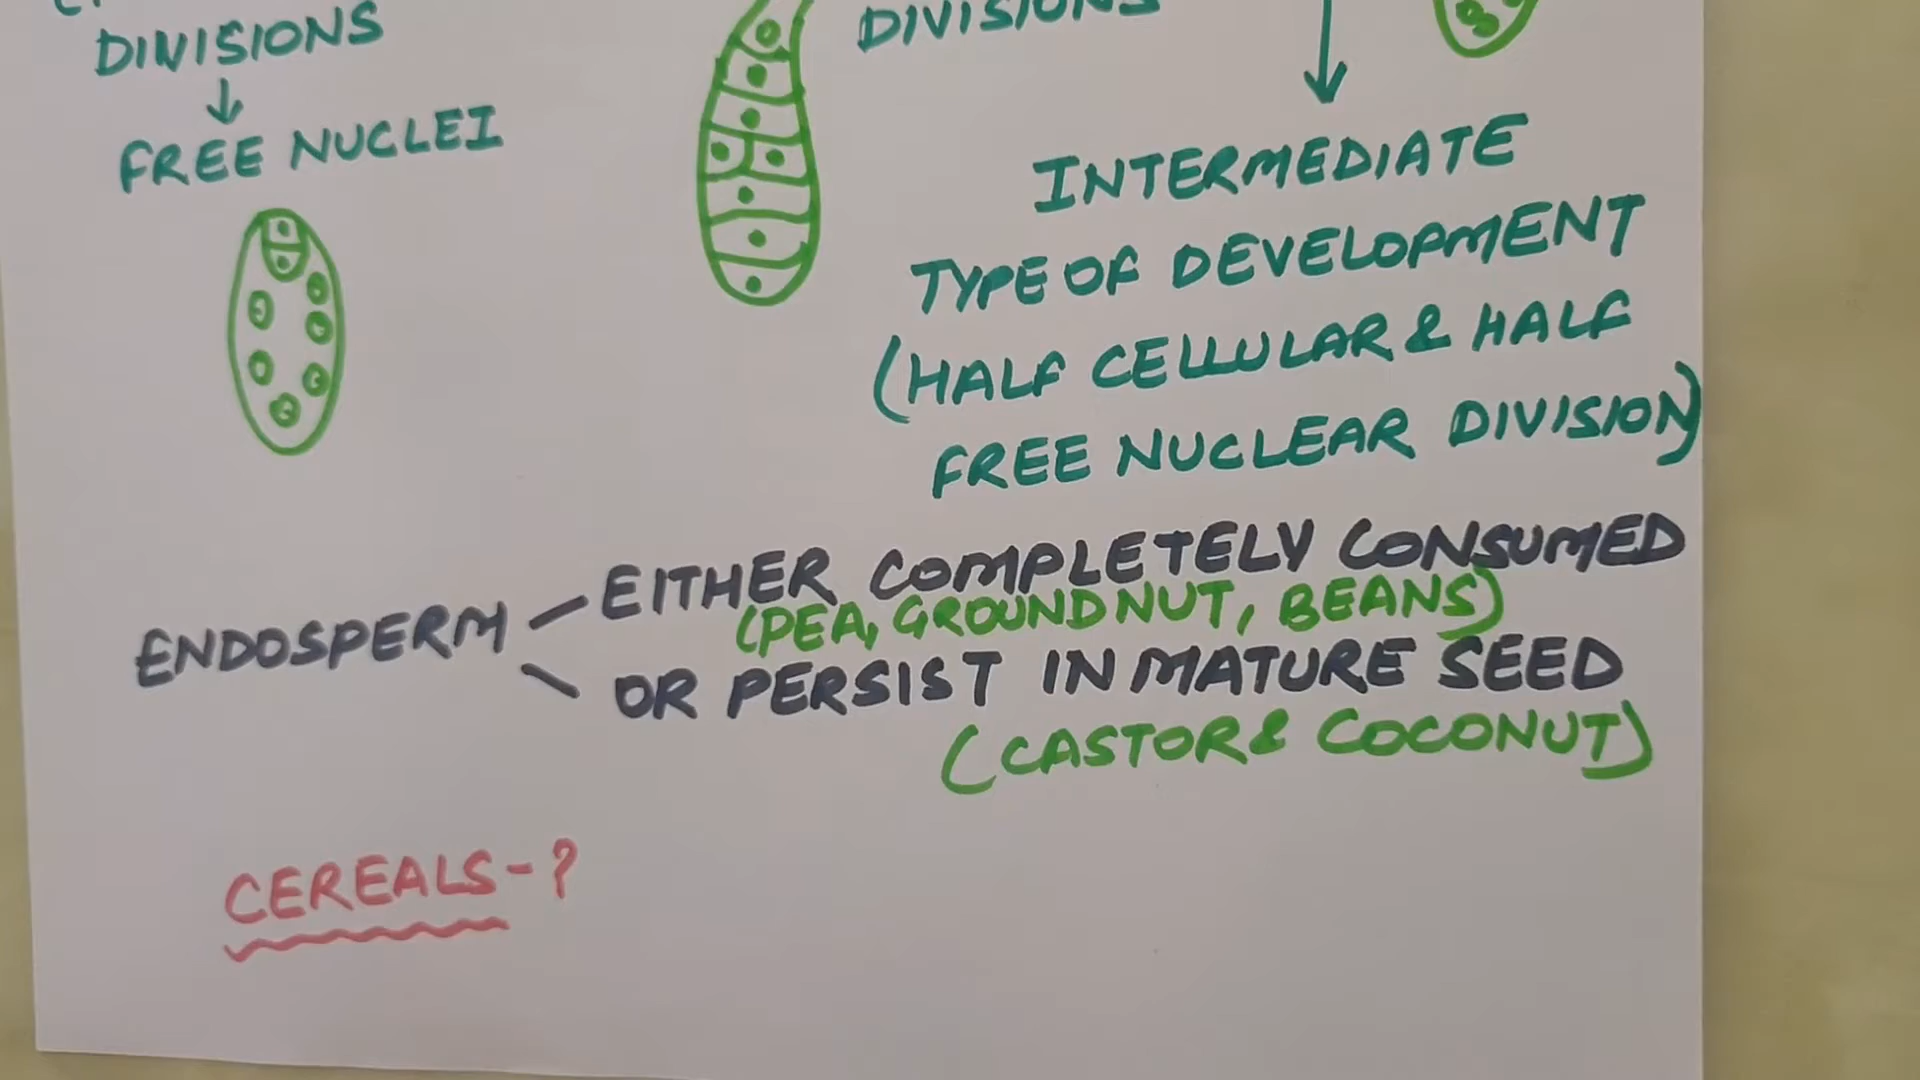 DIVISIONS
↓
FREE NUCLEI
DIVISIONS
INTERMEDIATE
TYPE OF DEVELOPMENT
(HALF CELLULAR & HALF
FREE NUCLEAR DIVISION)
ENDOSPERM - EITHER COMPLETELY CONSUMED
(PEA, GROUNDNUT, BEANS)
OR PERSIST IN MATURE SEED
(CASTOR & COCONUT)
CEREALS - ?